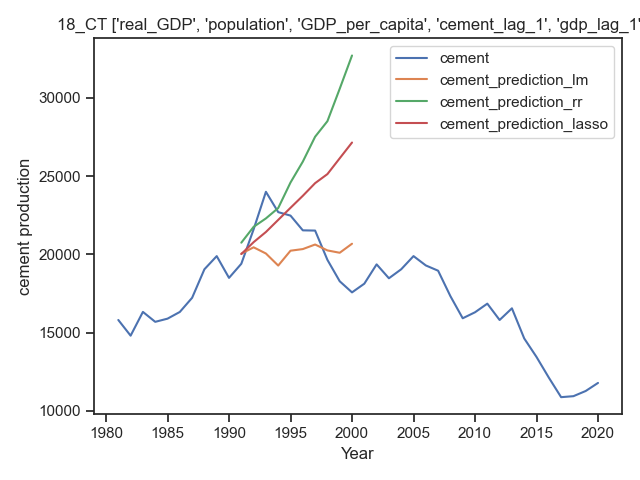 18_CT ['real_GDP', 'population', 'GDP_per_capita', 'cement_lag_1', 'gdp_lag_1'
cement
cement_prediction_lm
cement_prediction_rr
cement_prediction_lasso
cement production
30000
25000
20000
15000
10000
1980 1985 1990 1995 2000 2005 2010 2015 2020
Year